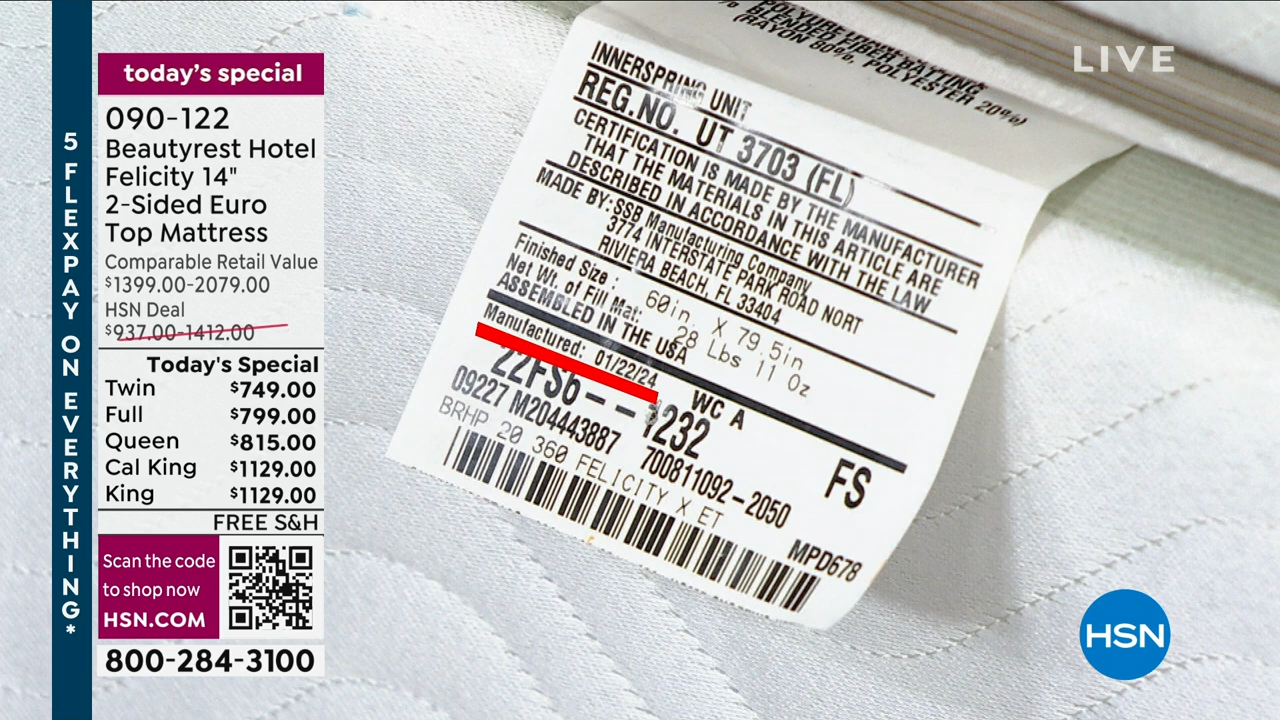 5 FLEXPAY ON EVERYTHING*
today's special
090-122
Beautyrest Hotel
Felicity 14"
2-Sided Euro
Top Mattress
Comparable Retail Value
$1399.00-2079.00
HSN Deal
$937.00-1412.00
Today's Special
Twin $749.00
Full $799.00
Queen $815.00
Cal King $1129.00
King $1129.00
FREE S&H
Scan the code
to shop now
HSN.COM
800-284-3100
BLENDED FIBER BATTING
(RAYON 80%, POLYESTER 20%)
INNERSPRING UNIT
REG.NO. UT 3703 (FL)
CERTIFICATION IS MADE BY THE MANUFACTURER
THAT THE MATERIALS IN THIS ARTICLE ARE
DESCRIBED IN ACCORDANCE WITH THE LAW
MADE BY: SSB Manufacturing Company
3774 INTERSTATE PARK ROAD NORT
RIVIERA BEACH, FL 33404
Finished Size: 60in. X 79.5in
Net Wt. of Fill Mat: 28 Lbs 11 Oz
ASSEMBLED IN THE USA
Manufactured: 01/22/24
WC A
22FS6-- 1232
FS
09227 M204443887 700811092-2050
BRHP 20 360 FELICITY X ET
MPD678
LIVE
HSN